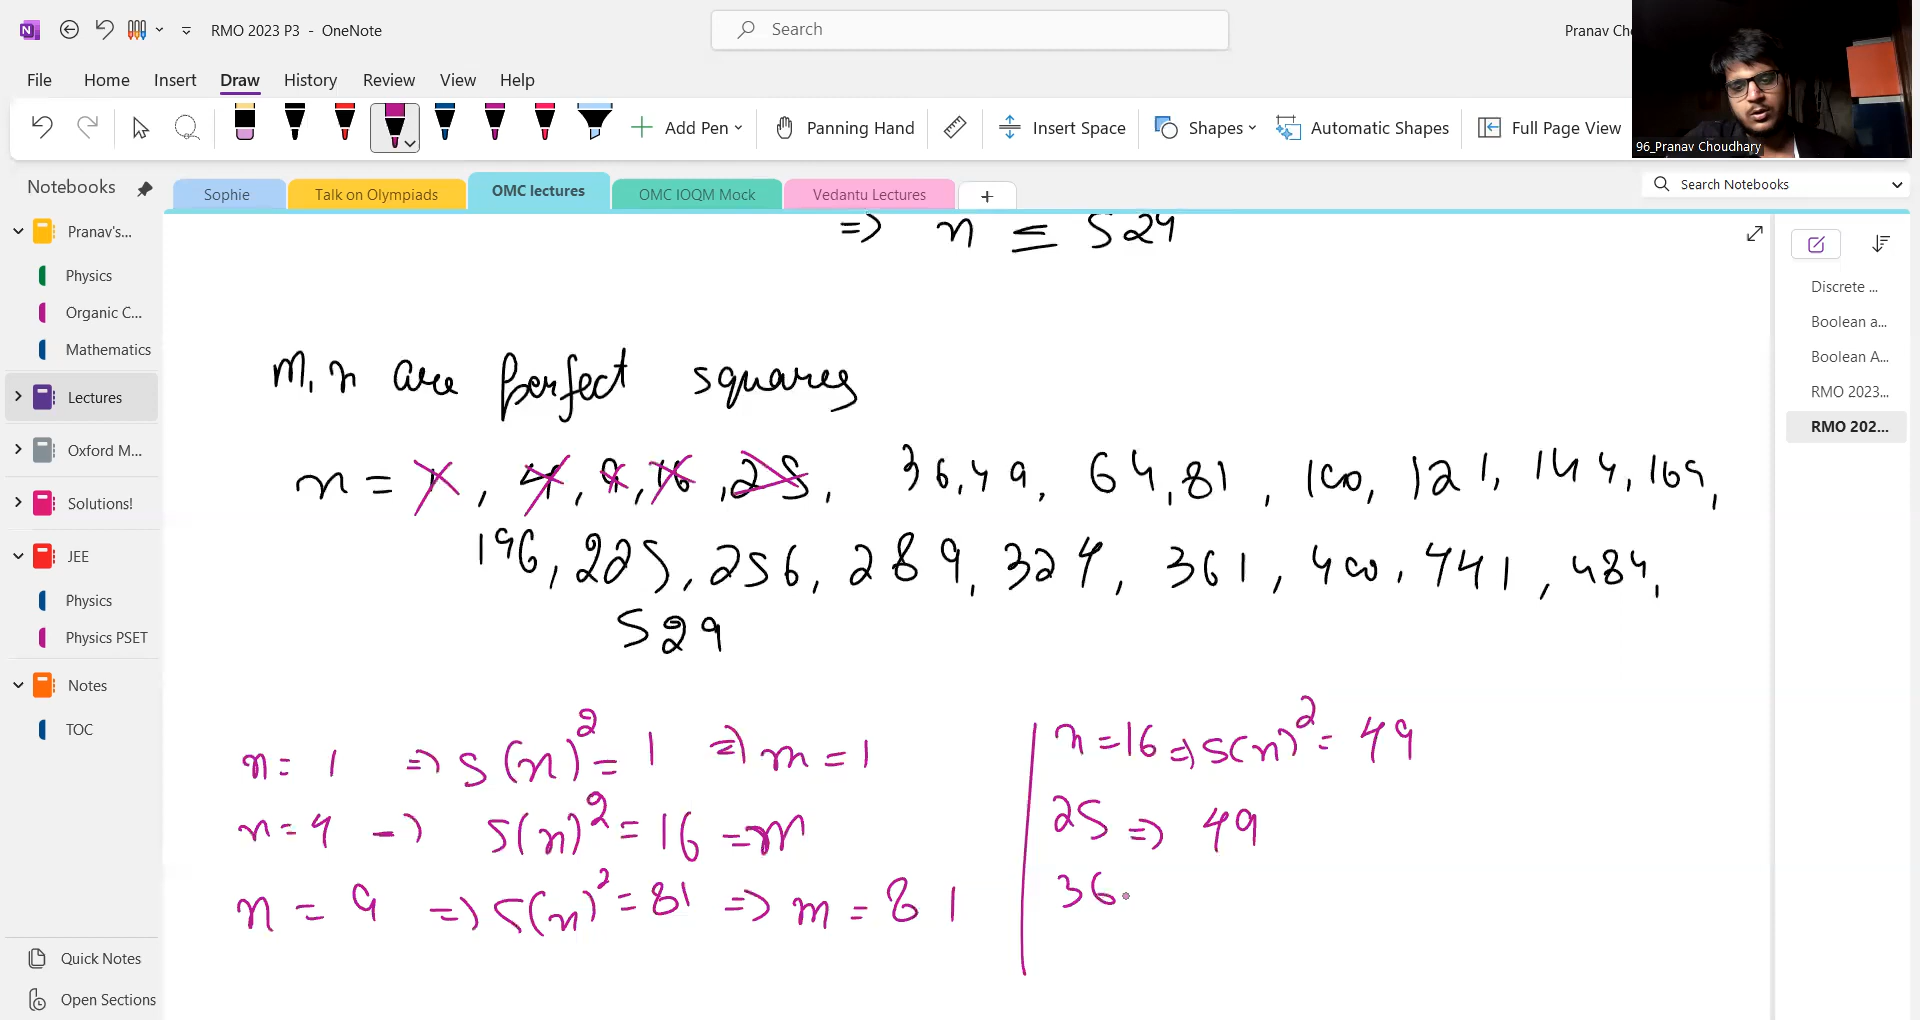 RMO 2023 P3 - OneNote
Search
Pranav Cho
File Home Insert Draw History Review View Help
Add Pen Panning Hand Insert Space Shapes Automatic Shapes Full Page View
96_Pranav Choudhary
Notebooks
Sophie Talk on Olympiads OMC lectures OMC IOQM Mock Vedantu Lectures +
Search Notebooks
Pranav's...
Physics
Organic C...
Mathematics
Lectures
Oxford M...
Solutions!
JEE
Physics
Physics PSET
Notes
TOC
Quick Notes
Open Sections
=> n ≤ 524
M, n are perfect squares
n = 1, 4, 9, 16, 25, 36, 49, 64, 81, 100, 121, 144, 169,
196, 225, 256, 289, 324, 361, 400, 441, 484,
529
n = 1 => S(n)² = 1 => m = 1
n = 4 -> S(n)² = 16 = m
n = 9 => S(n)² = 81 => m = 81
n = 16 => S(n)² = 49
25 => 49
36
Discrete ...
Boolean a...
Boolean A...
RMO 2023...
RMO 202...